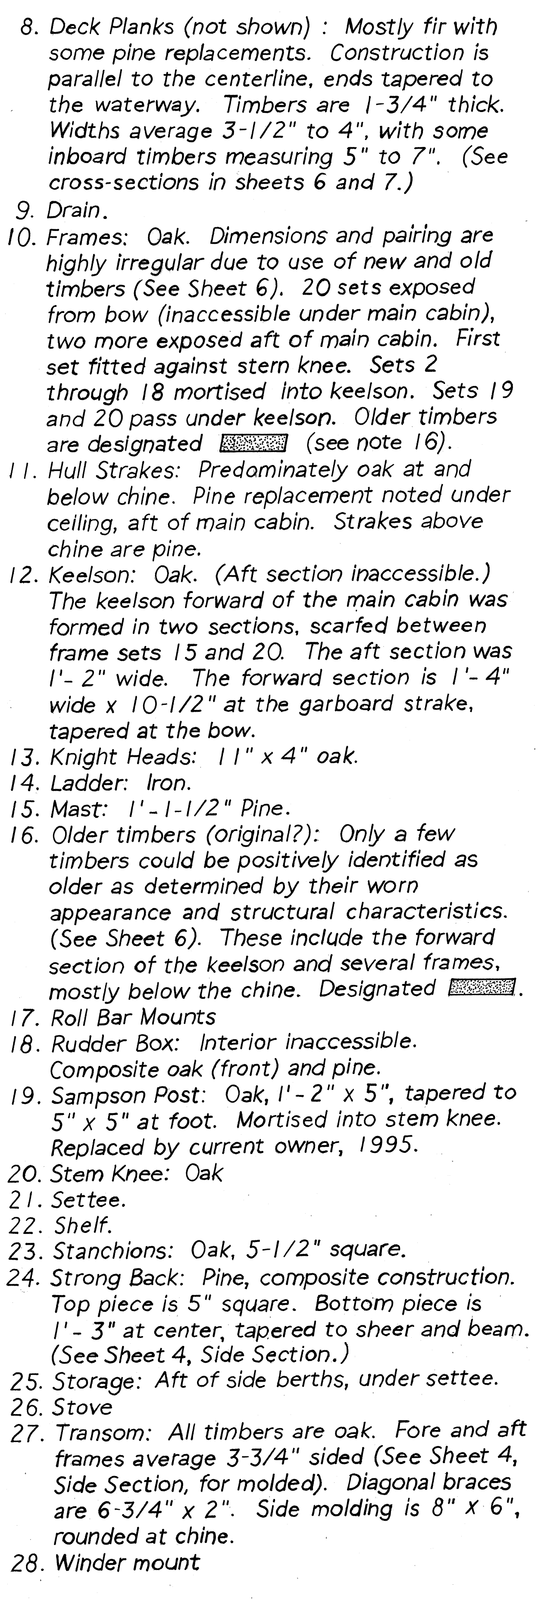 8. Deck Planks (not shown) : Mostly fir with
some pine replacements. Construction is
parallel to the centerline, ends tapered to
the waterway. Timbers are 1-3/4" thick.
Widths average 3-1/2" to 4", with some
inboard timbers measuring 5" to 7". (See
cross-sections in sheets 6 and 7.)
9. Drain.
10. Frames: Oak. Dimensions and pairing are
highly irregular due to use of new and old
timbers (See Sheet 6). 20 sets exposed
from bow (inaccessible under main cabin),
two more exposed aft of main cabin. First
set fitted against stern knee. Sets 2
through 18 mortised into keelson. Sets 19
and 20 pass under keelson. Older timbers
are designated (see note 16).
11. Hull Strakes: Predominately oak at and
below chine. Pine replacement noted under
ceiling, aft of main cabin. Strakes above
chine are pine.
12. Keelson: Oak. (Aft section inaccessible.)
The keelson forward of the main cabin was
formed in two sections, scarfed between
frame sets 15 and 20. The aft section was
1'- 2" wide. The forward section is 1'- 4"
wide x 10-1/2" at the garboard strake,
tapered at the bow.
13. Knight Heads: 11" x 4" oak.
14. Ladder: Iron.
15. Mast: 1'-1-1/2" Pine.
16. Older timbers (original?): Only a few
timbers could be positively identified as
older as determined by their worn
appearance and structural characteristics.
(See Sheet 6). These include the forward
section of the keelson and several frames,
mostly below the chine. Designated .
17. Roll Bar Mounts
18. Rudder Box: Interior inaccessible.
Composite oak (front) and pine.
19. Sampson Post: Oak, 1'-2" x 5", tapered to
5" x 5" at foot. Mortised into stem knee.
Replaced by current owner, 1995.
20. Stem Knee: Oak
21. Settee.
22. Shelf.
23. Stanchions: Oak, 5-1/2" square.
24. Strong Back: Pine, composite construction.
Top piece is 5" square. Bottom piece is
1'- 3" at center, tapered to sheer and beam.
(See Sheet 4, Side Section.)
25. Storage: Aft of side berths, under settee.
26. Stove
27. Transom: All timbers are oak. Fore and aft
frames average 3-3/4" sided (See Sheet 4,
Side Section, for molded). Diagonal braces
are 6-3/4" x 2". Side molding is 8" x 6",
rounded at chine.
28. Winder mount